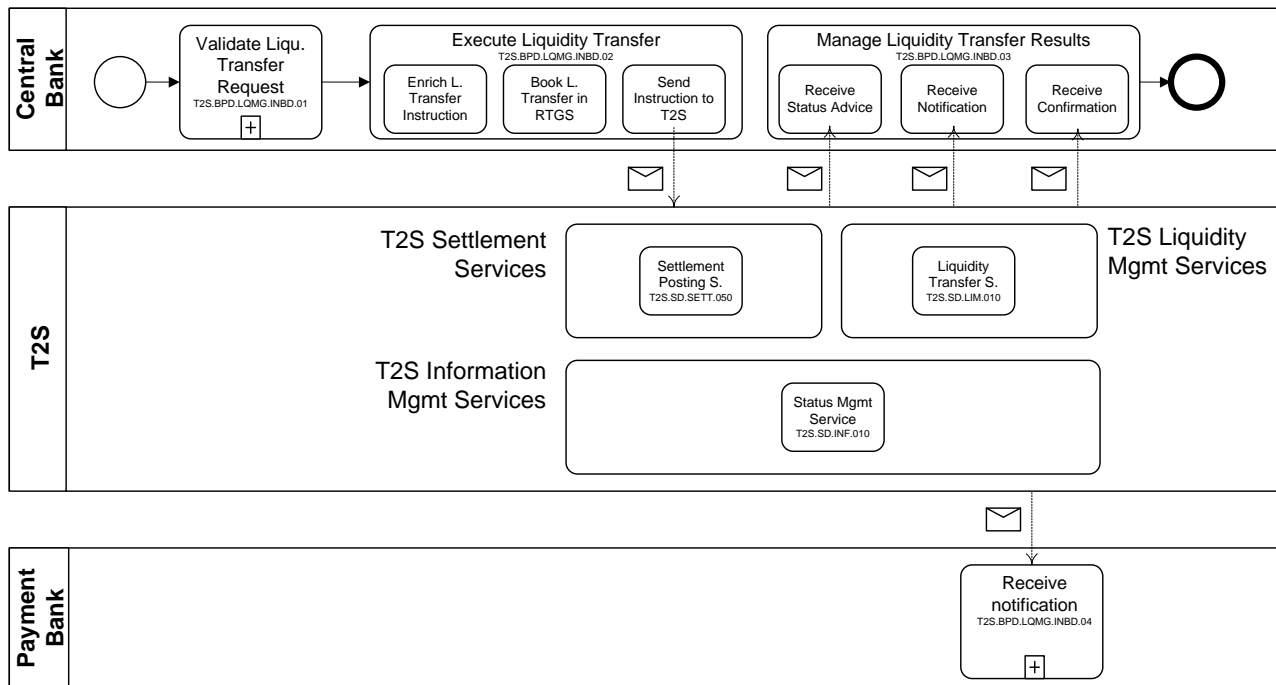 Central
Bank
Validate Liqu.
Transfer
Request
T2S.BPD.LQMG.INBD.01
Execute Liquidity Transfer
T2S.BPD.LQMG.INBD.02
Enrich L.
Transfer
Instruction
Book L.
Transfer in
RTGS
Send
Instruction to
T2S
Manage Liquidity Transfer Results
T2S.BPD.LQMG.INBD.03
Receive
Status Advice
Receive
Notification
Receive
Confirmation
T2S
T2S Settlement
Services
Settlement
Posting S.
T2S.SD.SETT.050
Liquidity
Transfer S.
T2S.SD.LIM.010
T2S Liquidity
Mgmt Services
T2S Information
Mgmt Services
Status Mgmt
Service
T2S.SD.INF.010
Payment
Bank
Receive
notification
T2S.BPD.LQMG.INBD.04